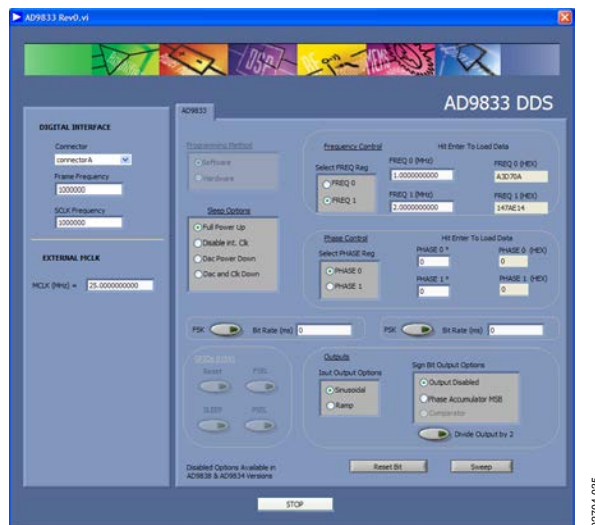 AD9833 Rev0.vi
DSP
RF
MEMS
AD9833 DDS
AD9833
DIGITAL INTERFACE
Connector
connectorA
Frame Frequency
1000000
SCLK Frequency
1000000
EXTERNAL MCLK
MCLK (MHz) = 25.0000000000
Programming Method
Software
Hardware
Sleep Options
Full Power Up
Disable int. Clk
Dac Power Down
Dac and Clk Down
Frequency Control
Hit Enter To Load Data
Select FREQ Reg
FREQ 0
FREQ 1
FREQ 0 (MHz)
1.0000000000
FREQ 0 (HEX)
A3D70A
FREQ 1 (MHz)
2.0000000000
FREQ 1 (HEX)
147AE14
Phase Control
Hit Enter To Load Data
Select PHASE Reg
PHASE 0
PHASE 1
PHASE 0 °
0
PHASE 0 (HEX)
0
PHASE 1 °
0
PHASE 1 (HEX)
0
FSK
Bit Rate (ms) 0
PSK
Bit Rate (ms) 0
Reset
SLEEP
Outputs
Iout Output Options
Sinusoidal
Ramp
Sign Bit Output Options
Output Disabled
Phase Accumulator MSB
Comparator
Divide Output by 2
Disabled Options Available in
AD9838 & AD9834 Versions
Reset Bit
Sweep
STOP